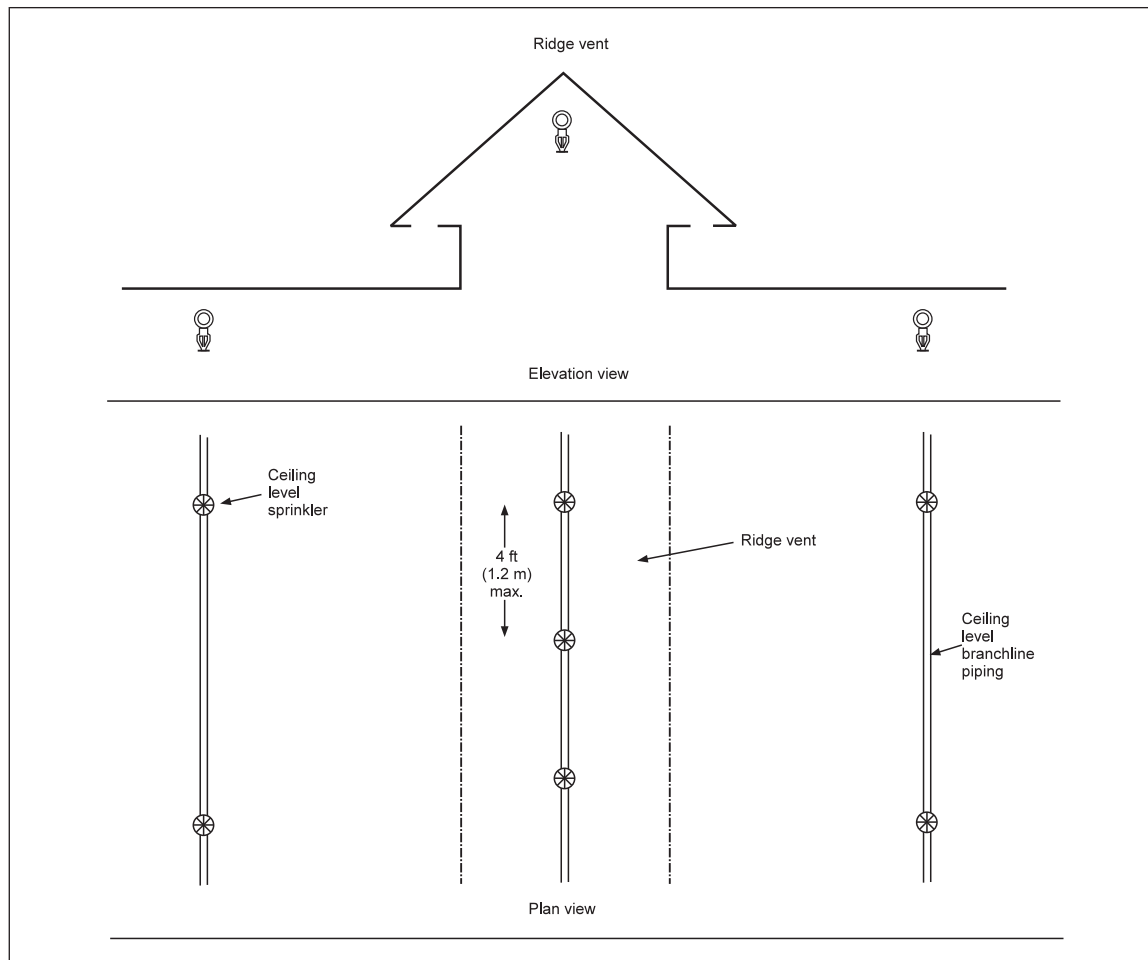 Ridge vent
Elevation view
Ceiling
level
sprinkler
4 ft
(1.2 m)
max.
Ridge vent
Ceiling
level
branchline
piping
Plan view